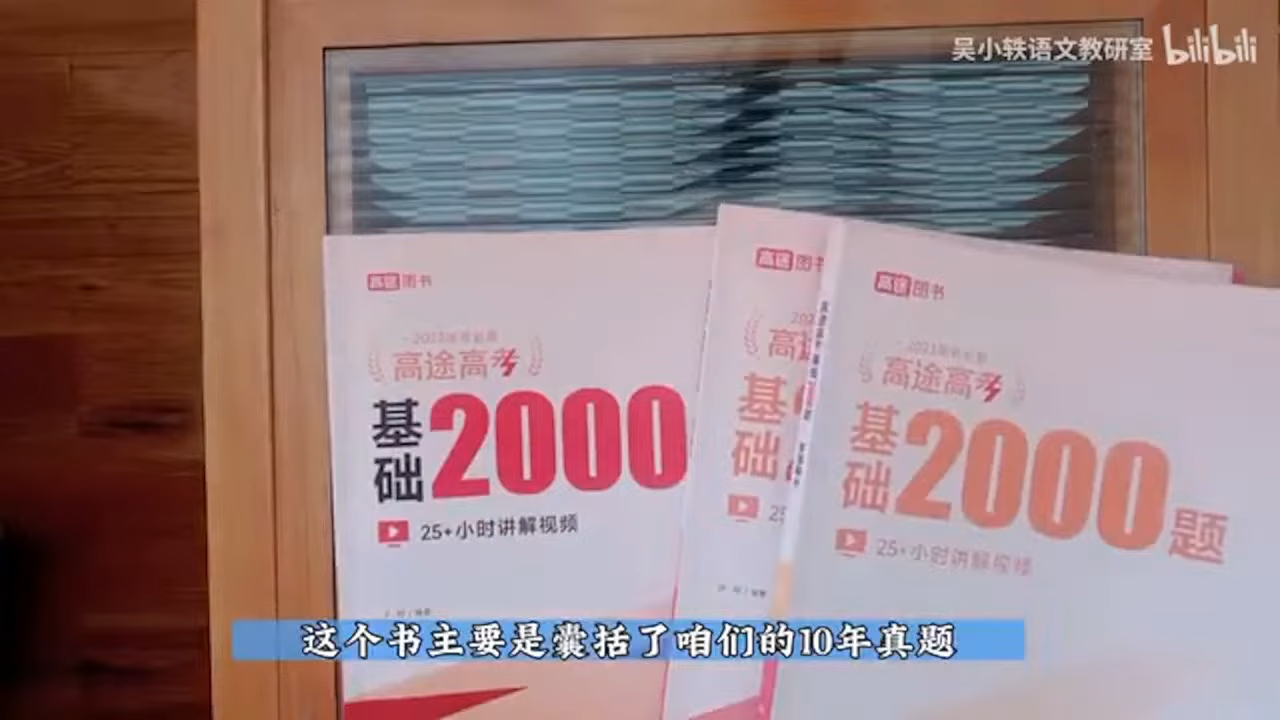 吴小轶语文教研室 bilibili
高途图书
高途高考
基础2000
25+小时讲解视频
高途图书
基础
高途图书
高途高考
基础2000题
25+小时讲解视频
这个书主要是囊括了咱们的10年真题